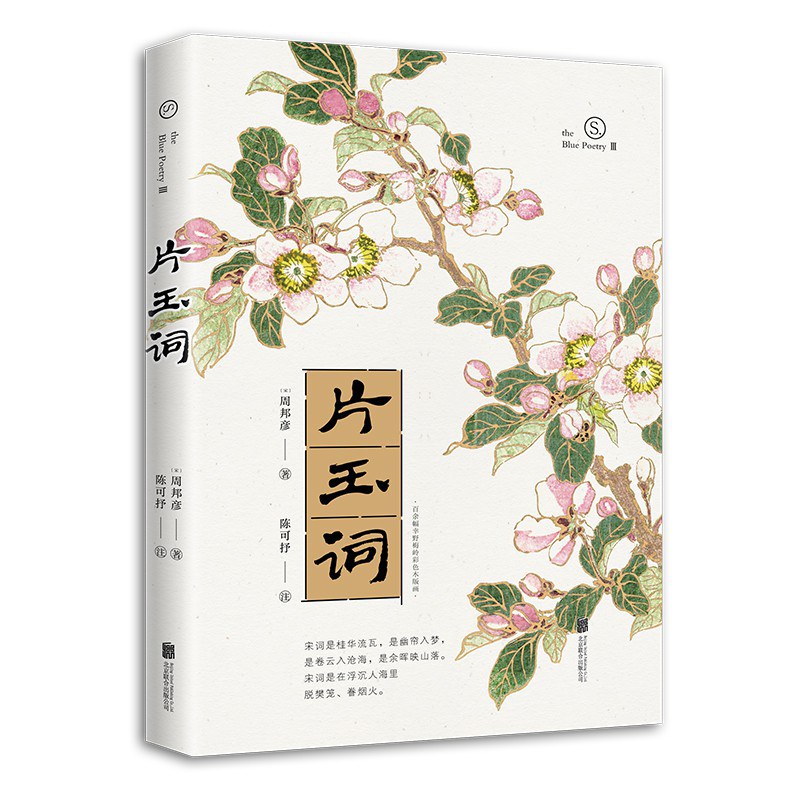 S.
the
Blue Poetry Ⅲ
片玉词
[宋]周邦彦——著
陈可抒——注
北京联合出版公司
S.
the
Blue Poetry Ⅲ
片玉词
[宋]周邦彦——著
陈可抒——注
·百余幅幸野梅岭彩色木版画·
宋词是桂华流瓦，是幽帘入梦，
是卷云入沧海，是余晖映山落。
宋词是在浮沉人海里
脱樊笼、眷烟火。
北京联合出版公司